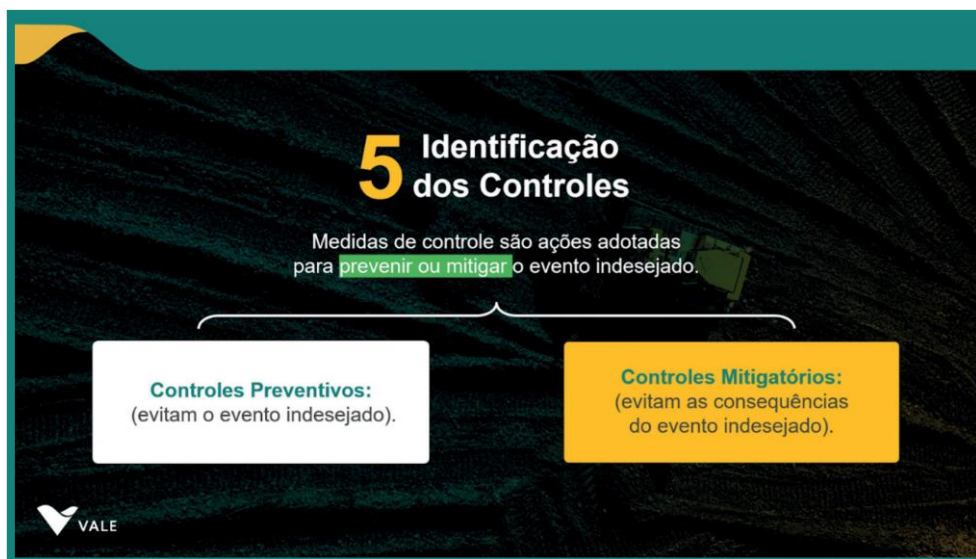 5
Identificação
dos Controles
Medidas de controle são ações adotadas
para prevenir ou mitigar o evento indesejado.
Controles Preventivos:
(evitam o evento indesejado).
Controles Mitigatórios:
(evitam as consequências
do evento indesejado).
VALE